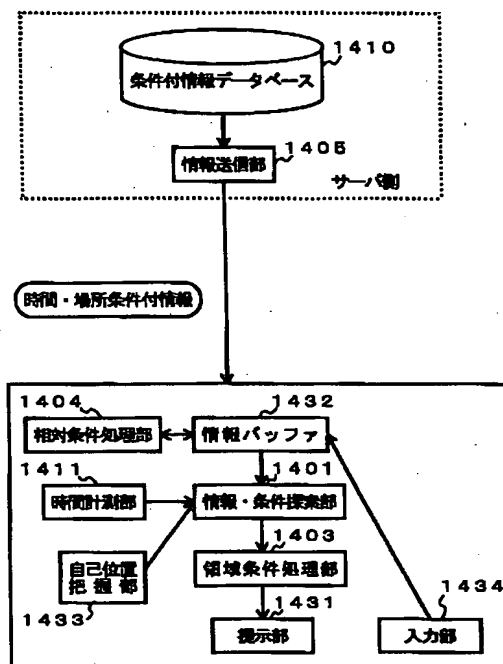 1410
条件付情報データベース
1405
情報送信部
サーバ側
時間・場所条件付情報
1404
1432
相対条件処理部
情報バッファ
1411
1401
時間計測部
情報・条件探索部
1403
自己位置
把握部
領域条件処理部
1433
1431
1434
提示部
入力部